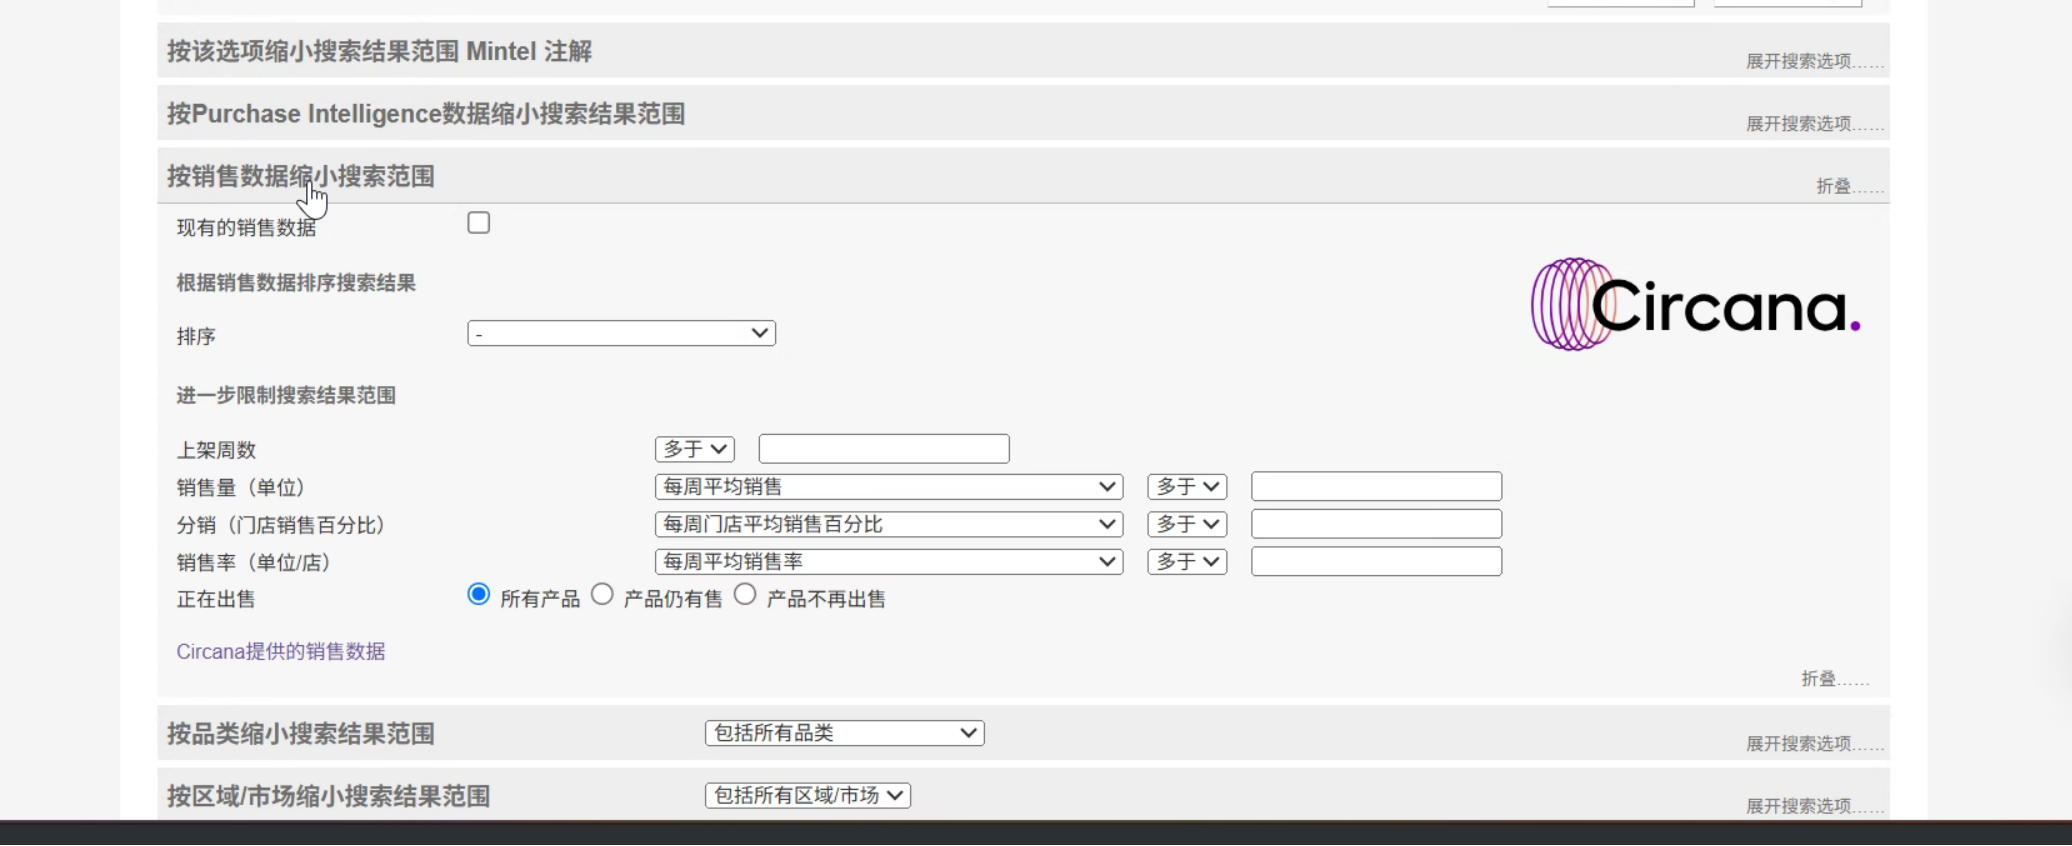 按该选项缩小搜索结果范围 Mintel 注解
展开搜索选项……
按Purchase Intelligence数据缩小搜索结果范围
展开搜索选项……
按销售数据缩小搜索范围
折叠……
现有的销售数据
根据销售数据排序搜索结果
Circana.
排序 -
进一步限制搜索结果范围
上架周数 多于
销售量（单位） 每周平均销售 多于
分销（门店销售百分比） 每周门店平均销售百分比 多于
销售率（单位/店） 每周平均销售率 多于
正在出售 所有产品 产品仍有售 产品不再出售
Circana提供的销售数据
折叠……
按品类缩小搜索结果范围 包括所有品类
展开搜索选项……
按区域/市场缩小搜索结果范围 包括所有区域/市场
展开搜索选项……